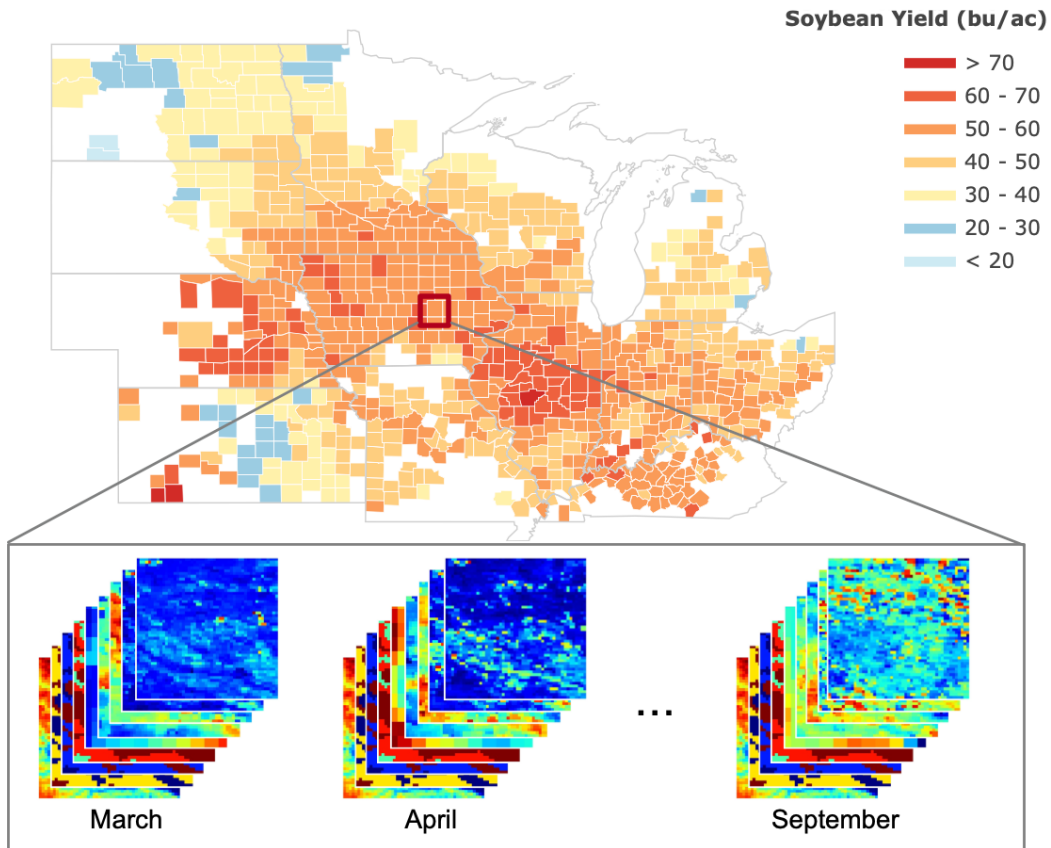 Soybean Yield (bu/ac)
> 70
60 - 70
50 - 60
40 - 50
30 - 40
20 - 30
< 20
...
March
April
September